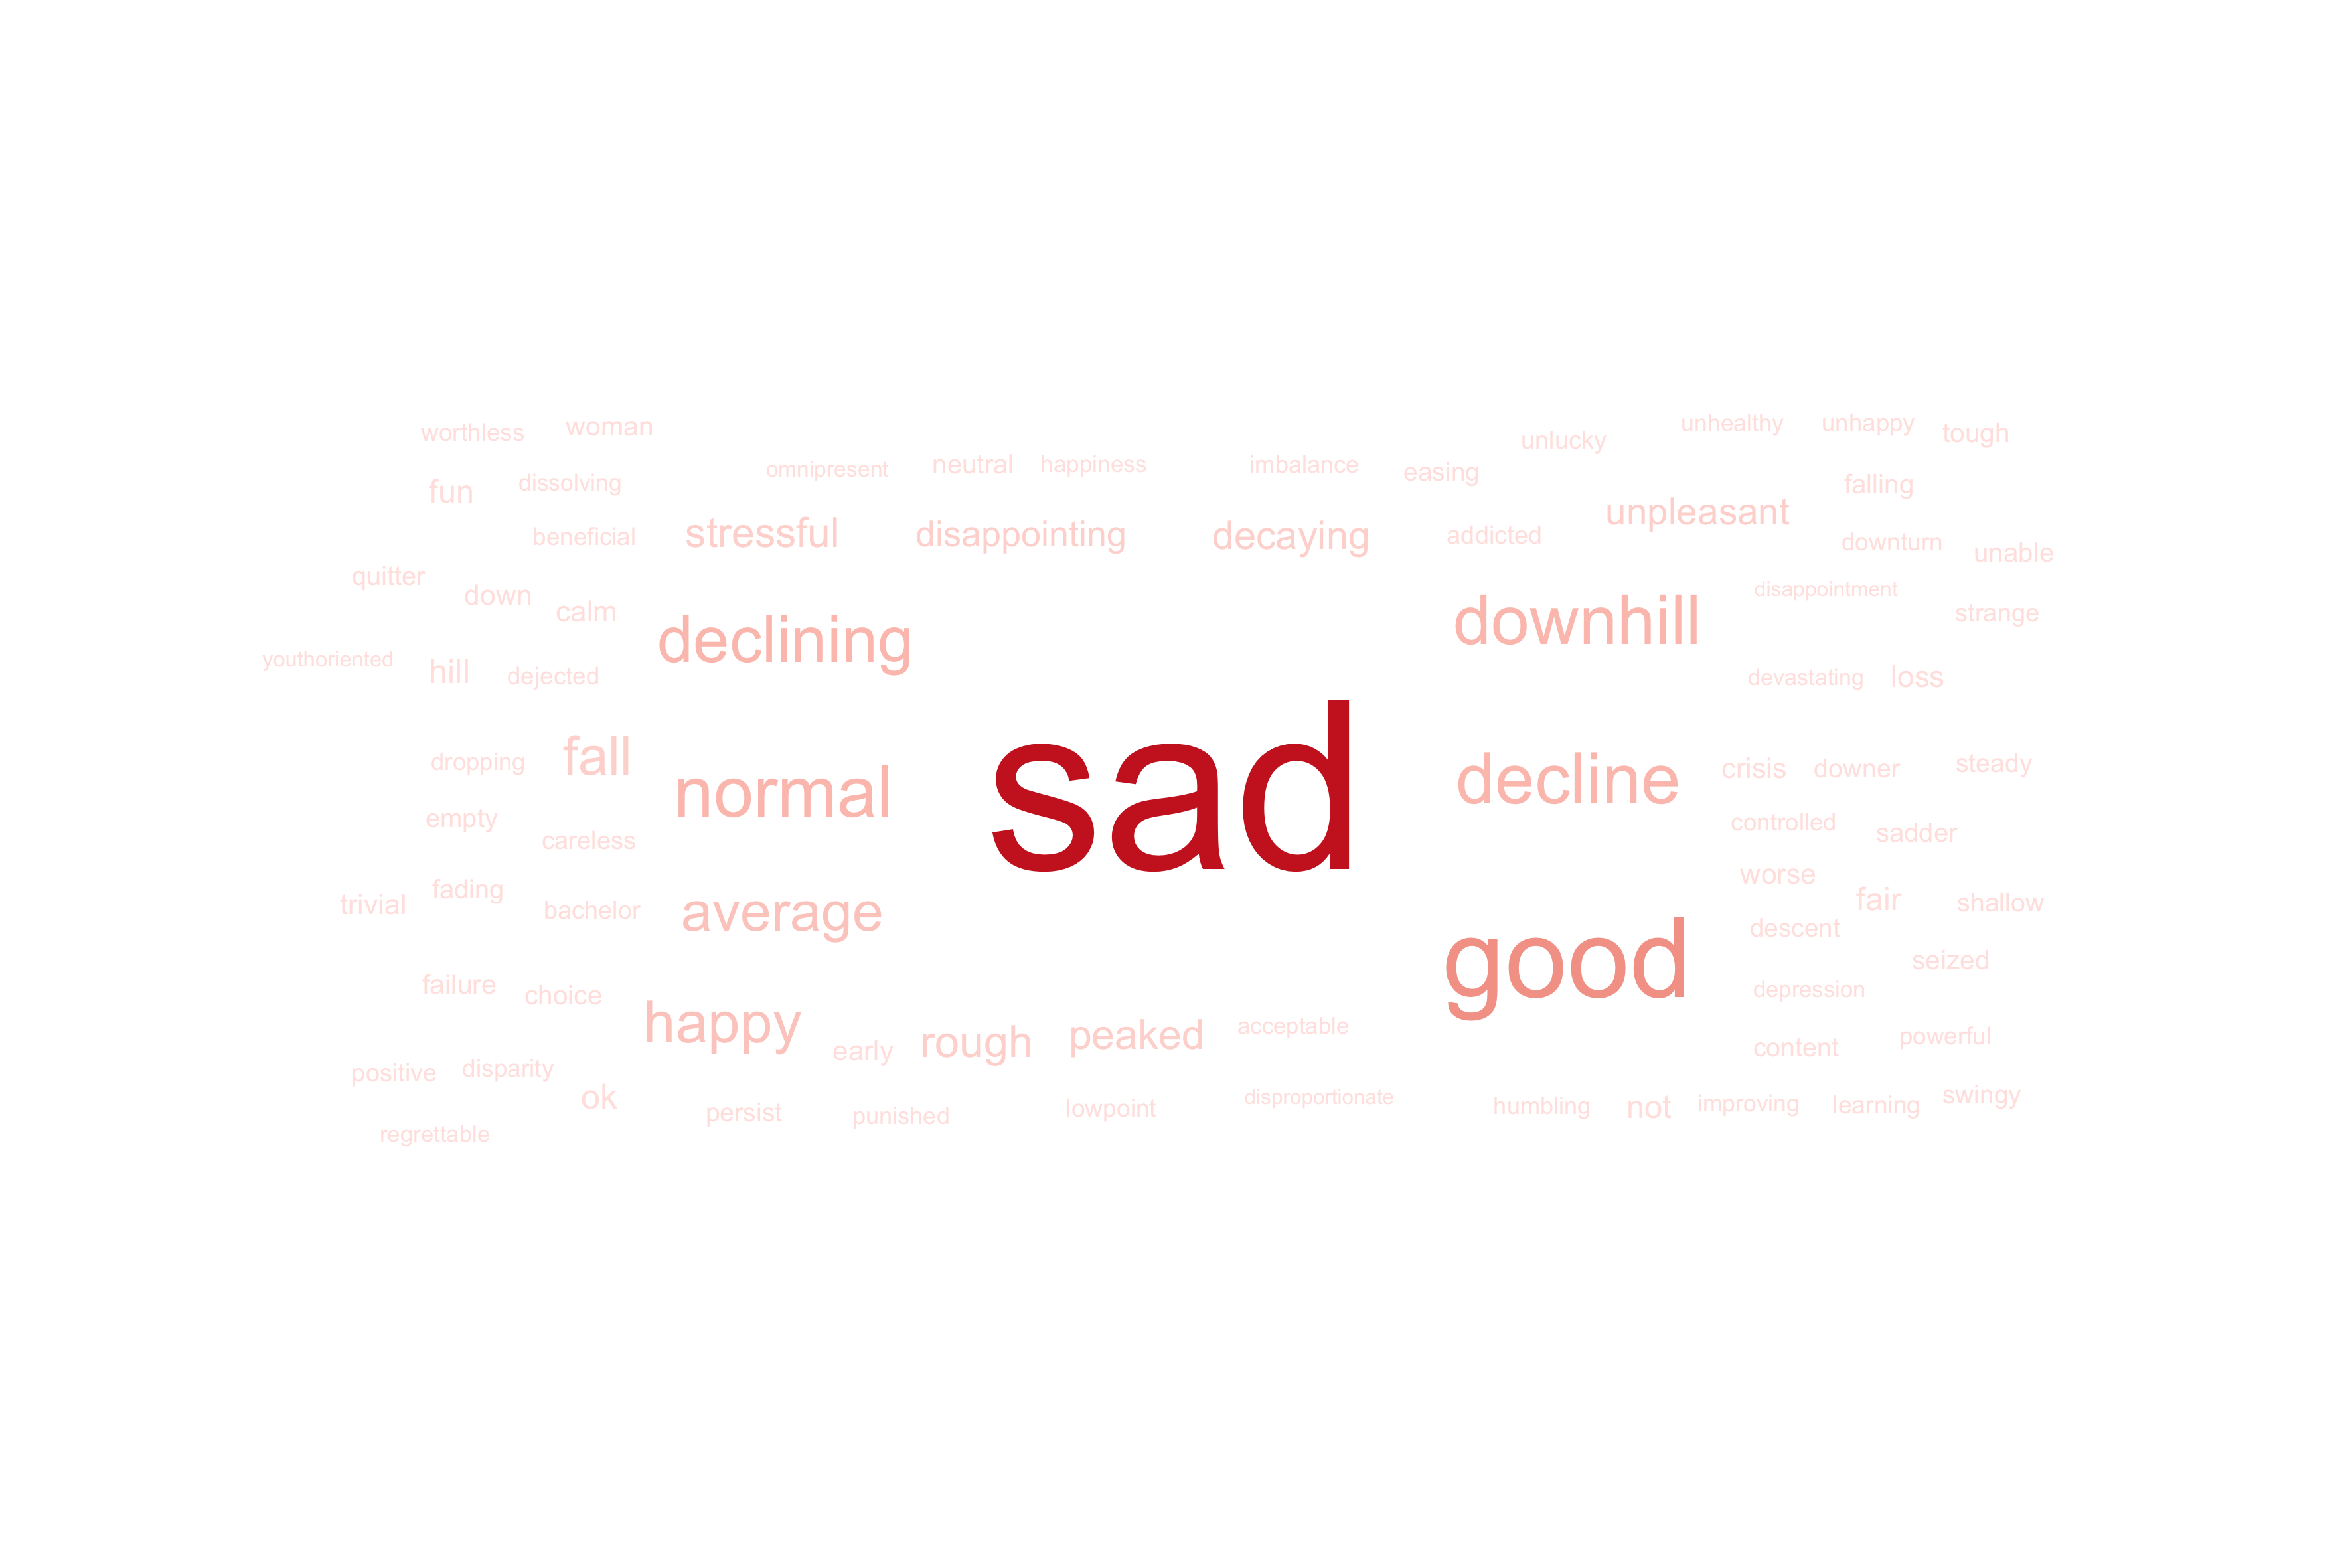 worthless woman
unlucky unhealthy unhappy tough
omnipresent neutral happiness imbalance easing
fun dissolving falling
beneficial stressful disappointing decaying addicted unpleasant
downturn unable
quitter down calm
disappointment strange
declining downhill
youthoriented hill dejected
devastating loss
dropping fall normal
sad
decline crisis downer steady
empty careless
controlled sadder
worse
trivial fading bachelor average
fair shallow
descent
good seized
failure choice
depression
happy early rough peaked acceptable
content powerful
positive disparity ok
persist punished lowpoint disproportionate
humbling not improving learning swingy
regrettable